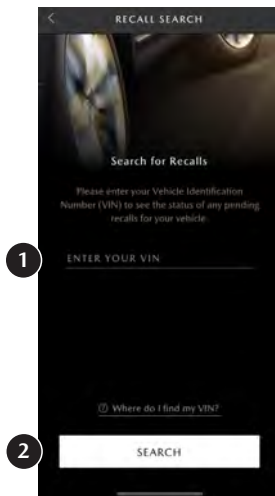 RECALL SEARCH
Search for Recalls
Please enter your Vehicle Identification
Number (VIN) to see the status of any pending
recalls for your vehicle
1
ENTER YOUR VIN
? Where do I find my VIN?
2
SEARCH